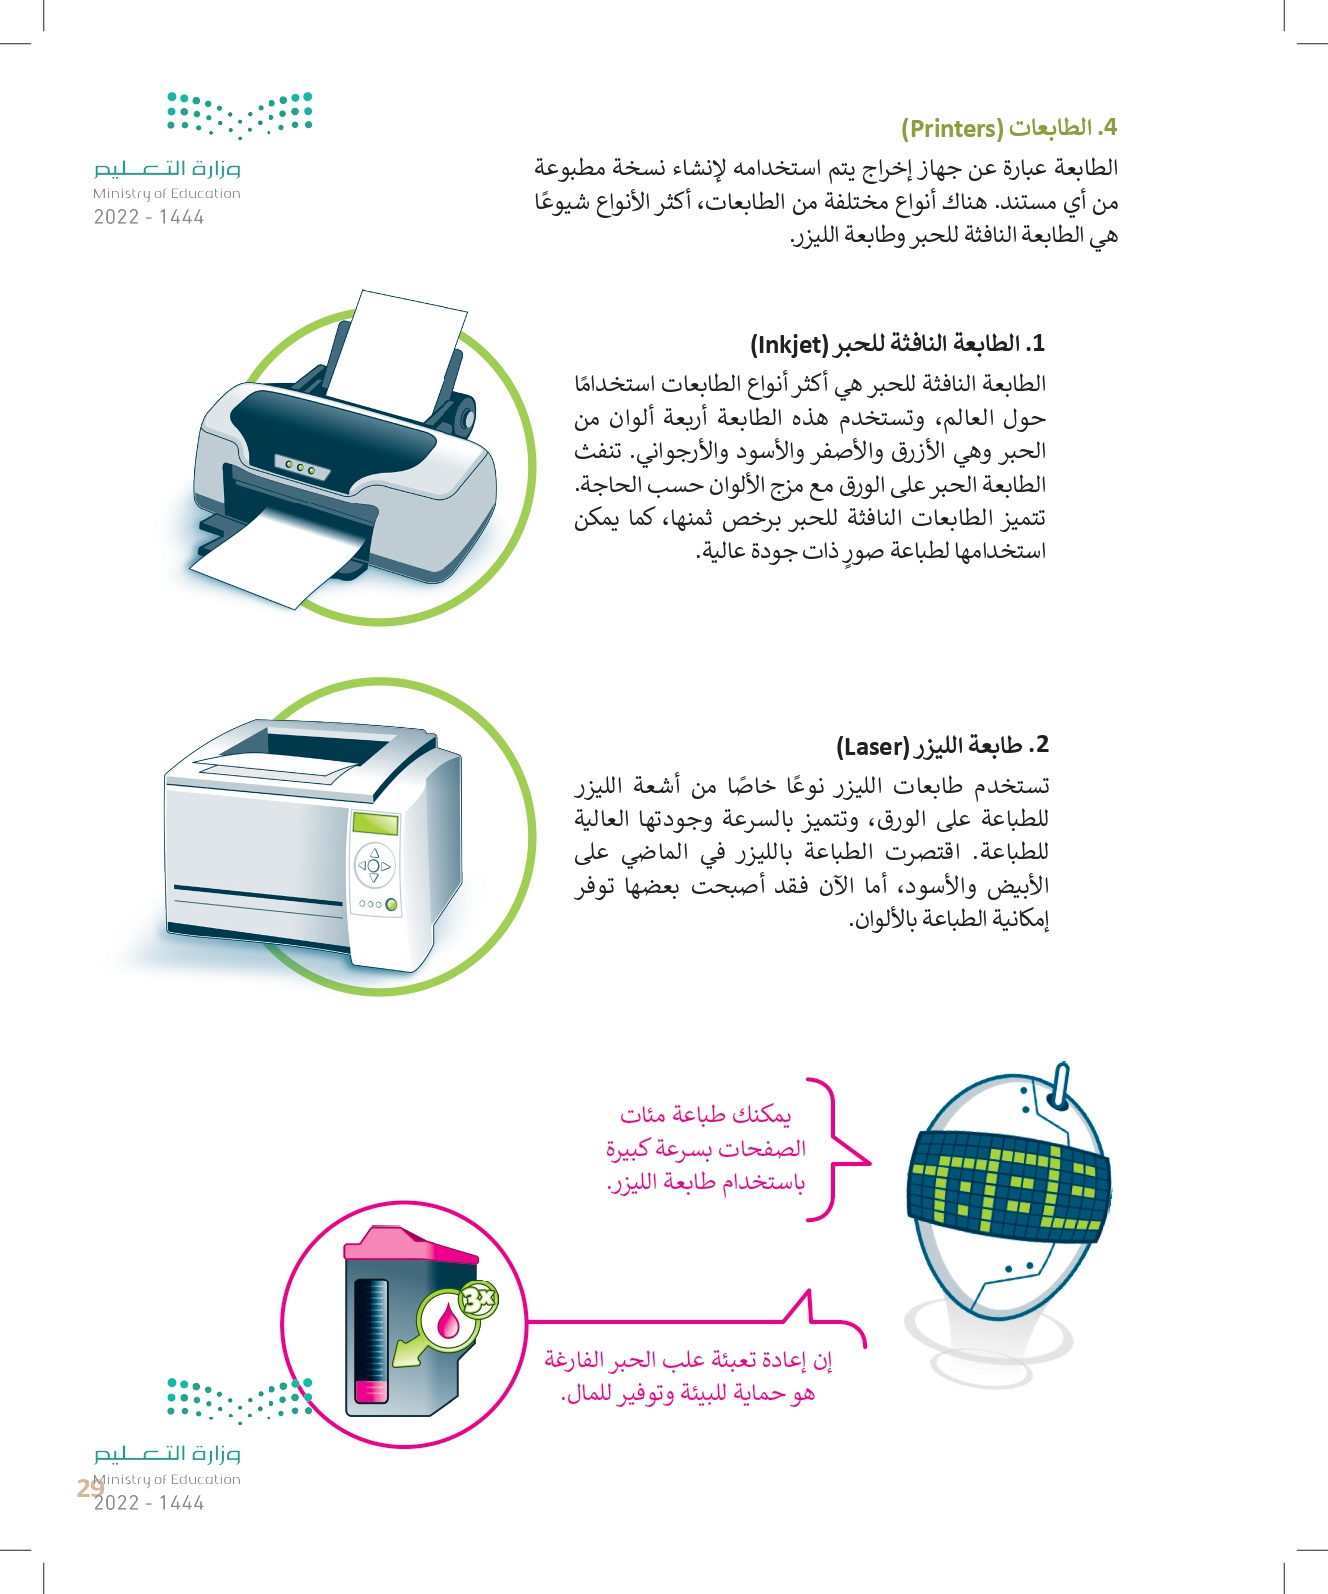 وزارة التعليم
Ministry of Education
2022 - 1444
4. الطابعات (Printers)
الطابعة عبارة عن جهاز إخراج يتم استخدامه لإنشاء نسخة مطبوعة
من أي مستند. هناك أنواع مختلفة من الطابعات، أكثر الأنواع شيوعًا
هي الطابعة النافثة للحبر وطابعة الليزر.
1. الطابعة النافثة للحبر (Inkjet)
الطابعة النافثة للحبر هي أكثر أنواع الطابعات استخدامًا
حول العالم، وتستخدم هذه الطابعة أربعة ألوان من
الحبر وهي الأزرق والأصفر والأسود والأرجواني. تنفث
الطابعة الحبر على الورق مع مزج الألوان حسب الحاجة.
تتميز الطابعات النافثة للحبر برخص ثمنها، كما يمكن
استخدامها لطباعة صورٍ ذات جودة عالية.
2. طابعة الليزر (Laser)
تستخدم طابعات الليزر نوعًا خاصًا من أشعة الليزر
للطباعة على الورق، وتتميز بالسرعة وجودتها العالية
للطباعة. اقتصرت الطباعة بالليزر في الماضي على
الأبيض والأسود، أما الآن فقد أصبحت بعضها توفر
إمكانية الطباعة بالألوان.
يمكنك طباعة مئات
الصفحات بسرعة كبيرة
باستخدام طابعة الليزر.
3x
إن إعادة تعبئة علب الحبر الفارغة
هو حماية للبيئة وتوفير للمال.
وزارة التعليم
Ministry of Education
2022 - 1444
29